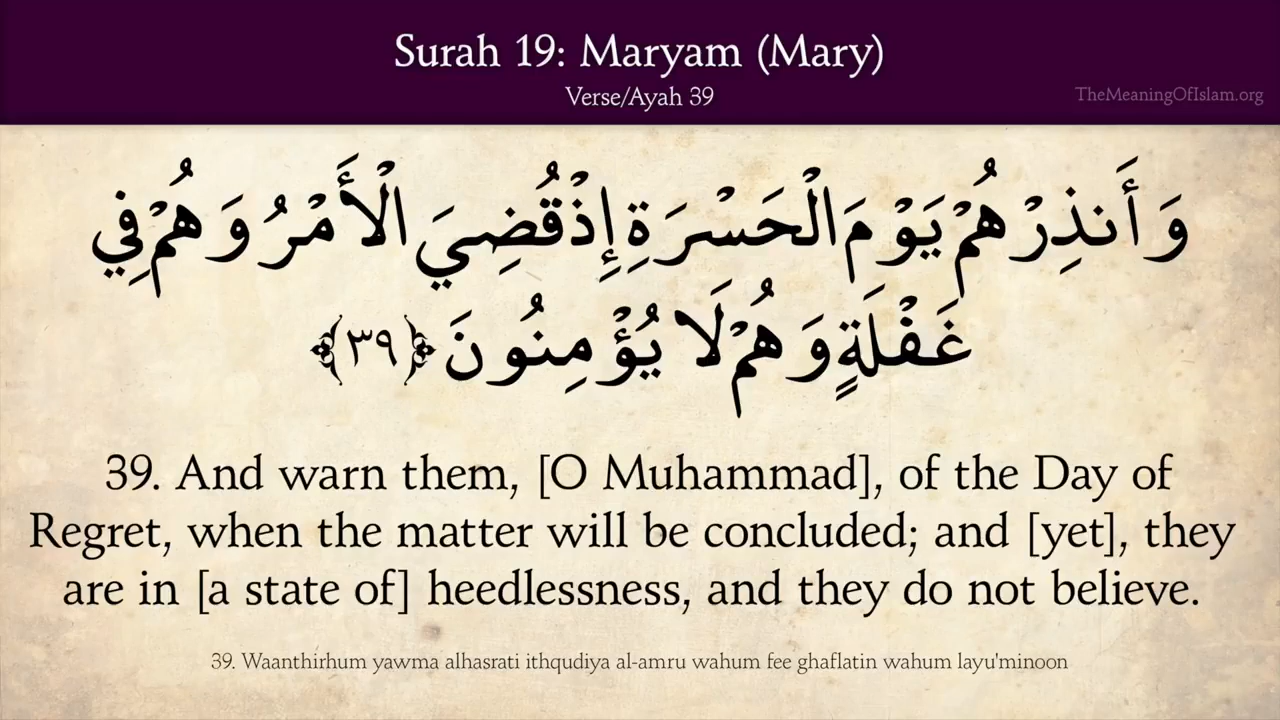 Surah 19: Maryam (Mary)
Verse/Ayah 39
TheMeaningOfIslam.org
وَأَنذِرْهُمْ يَوْمَ الْحَسْرَةِ إِذْ قُضِيَ الْأَمْرُ وَهُمْ فِي
غَفْلَةٍ وَهُمْ لَا يُؤْمِنُونَ ﴿٣٩﴾
39. And warn them, [O Muhammad], of the Day of
Regret, when the matter will be concluded; and [yet], they
are in [a state of] heedlessness, and they do not believe.
39. Waanthirhum yawma alhasrati ithqudiya al-amru wahum fee ghaflatin wahum layu'minoon